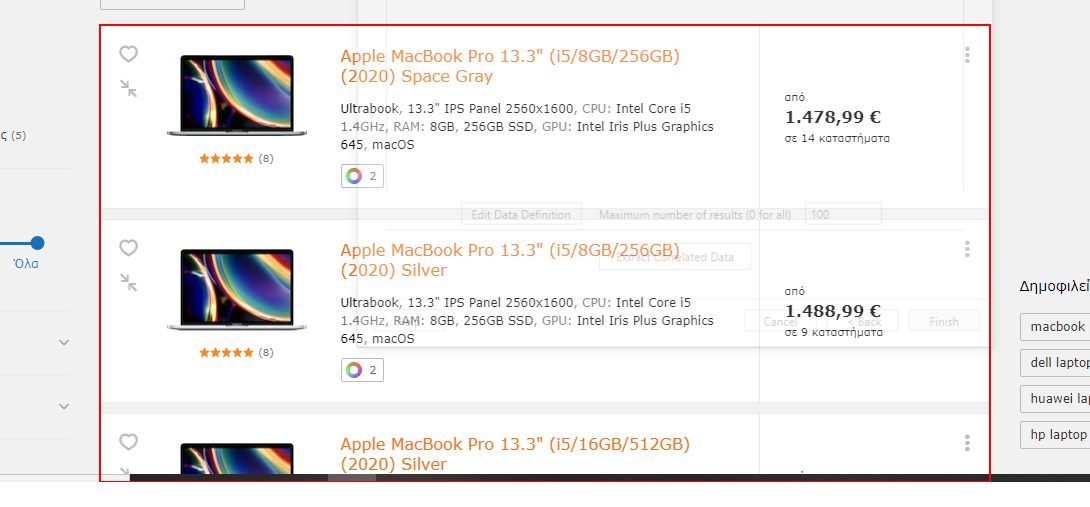 Apple MacBook Pro 13.3" (i5/8GB/256GB)
(2020) Space Gray
Ultrabook, 13.3" IPS Panel 2560x1600, CPU: Intel Core i5
1.4GHz, RAM: 8GB, 256GB SSD, GPU: Intel Iris Plus Graphics
645, macOS
(8)
2
από
1.478,99 €
σε 14 καταστήματα
ς (5)
Όλα
Edit Data Definition Maximum number of results (0 for all) 100
Extract Correlated Data
Cancel < Back Finish
Apple MacBook Pro 13.3" (i5/8GB/256GB)
(2020) Silver
Ultrabook, 13.3" IPS Panel 2560x1600, CPU: Intel Core i5
1.4GHz, RAM: 8GB, 256GB SSD, GPU: Intel Iris Plus Graphics
645, macOS
(8)
2
από
1.488,99 €
σε 9 καταστήματα
Apple MacBook Pro 13.3" (i5/16GB/512GB)
(2020) Silver
Δημοφιλεί
macbook
dell laptop
huawei la
hp laptop